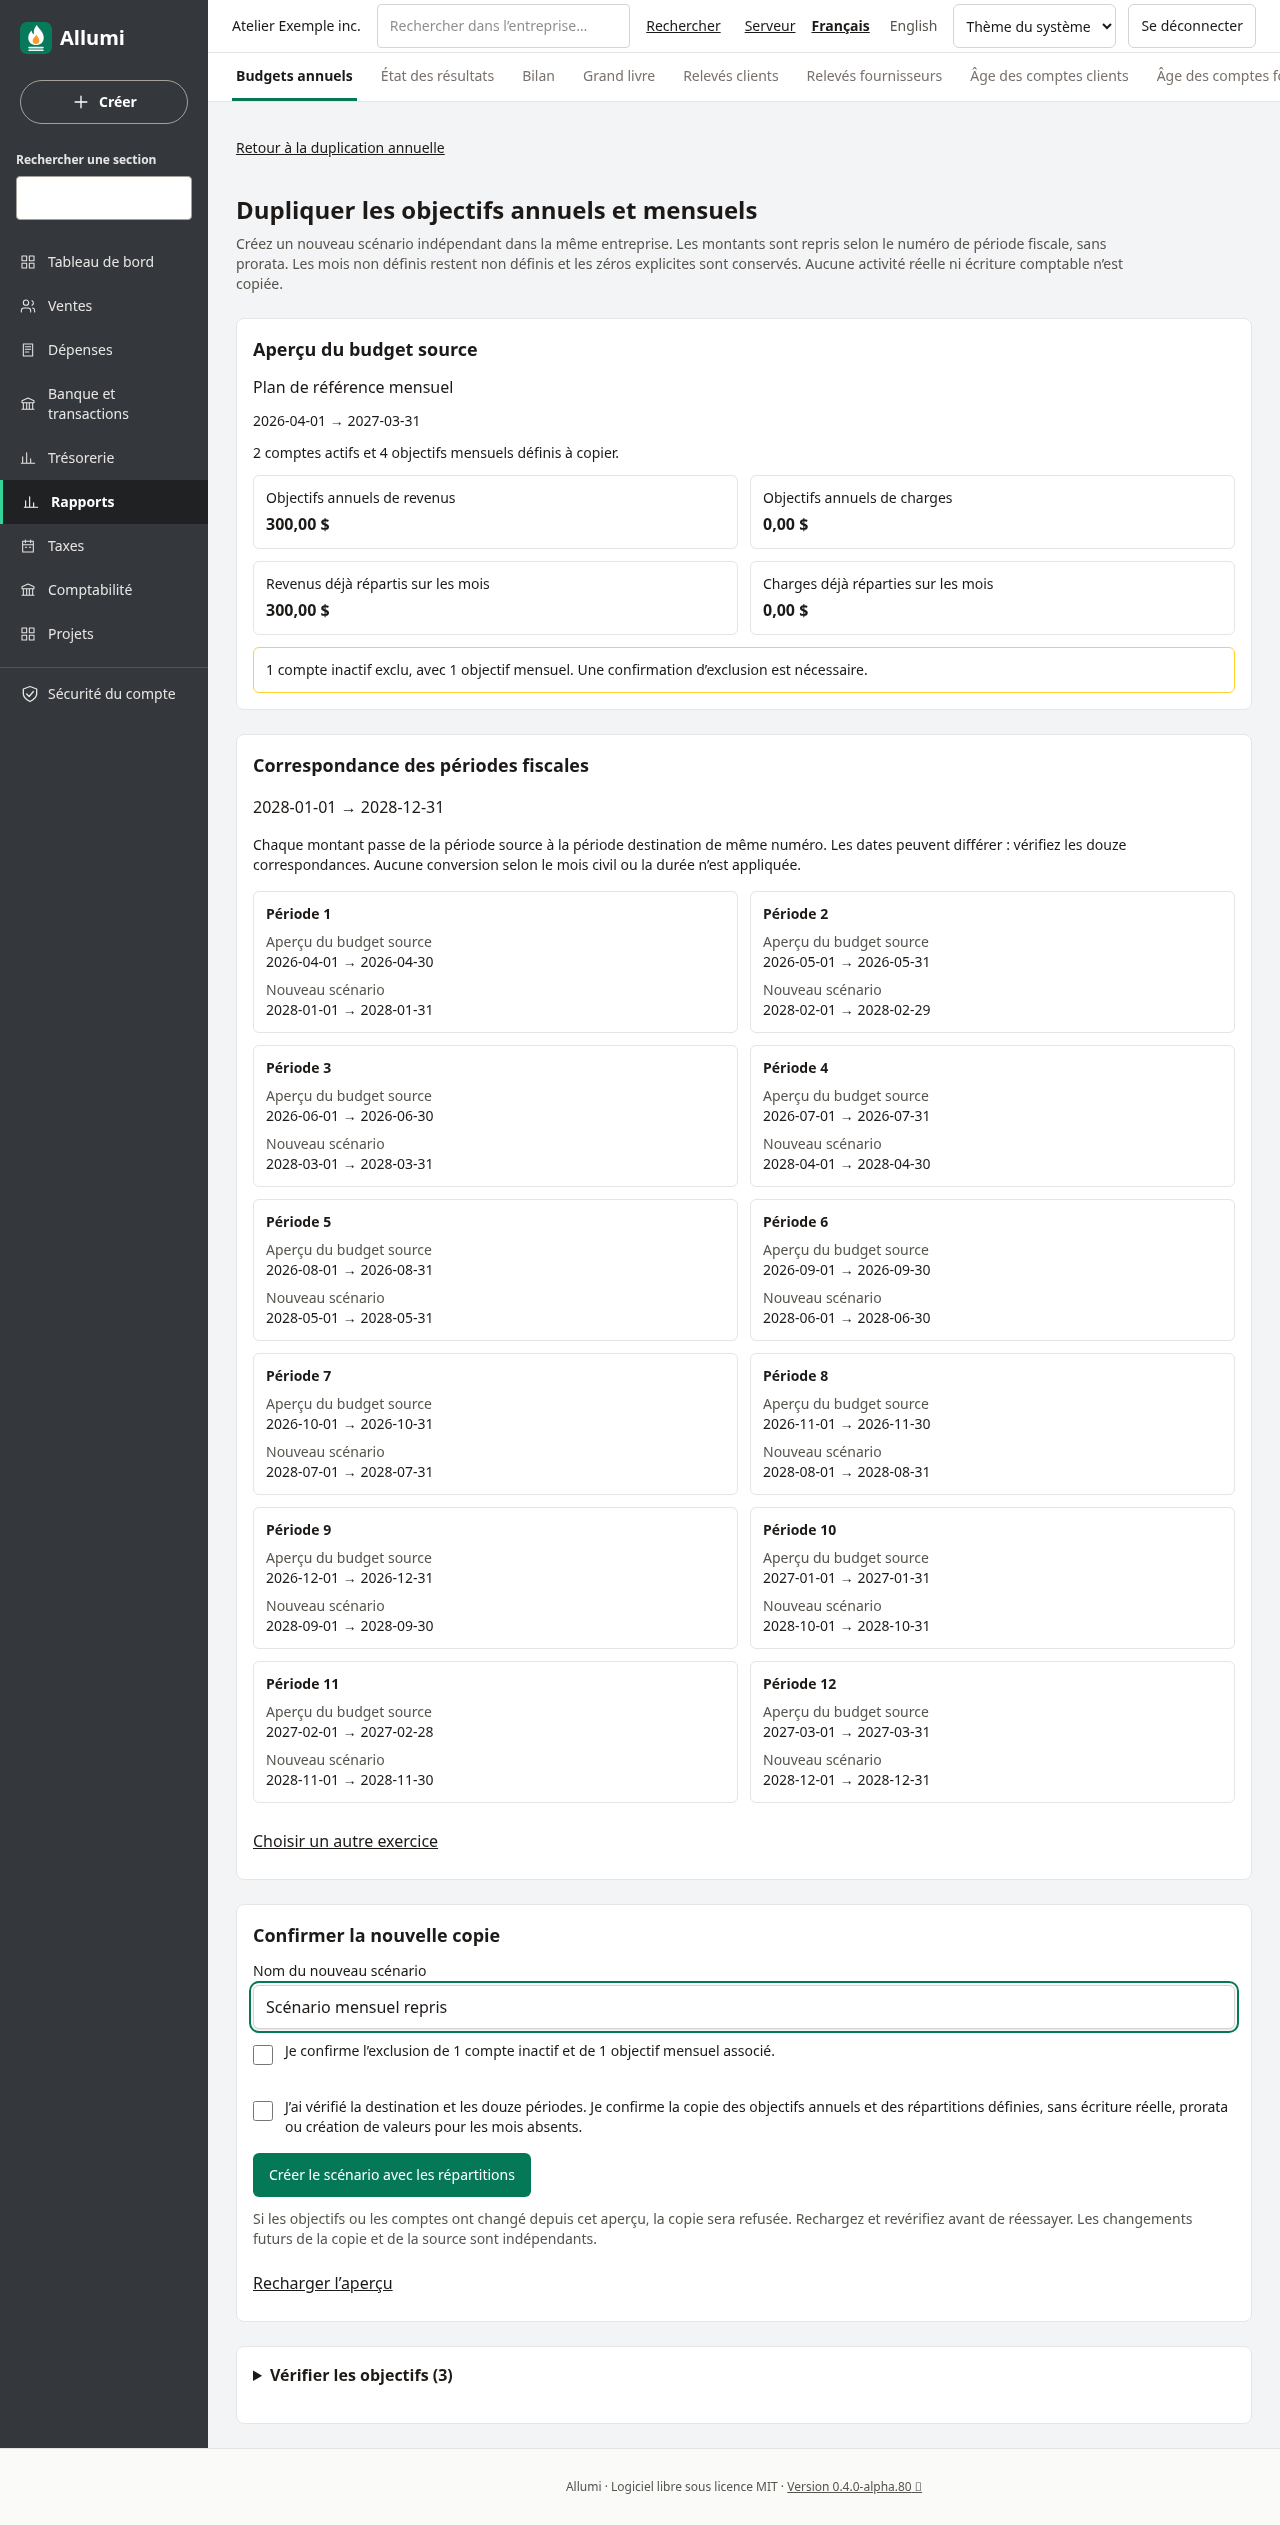 Allumi
Créer
Rechercher une section
Tableau de bord
Ventes
Dépenses
Banque et
transactions
Trésorerie
Rapports
Taxes
Comptabilité
Projets
Sécurité du compte
Atelier Exemple inc.
Rechercher dans l’entreprise...
Rechercher
Serveur
Français
English
Thème du système
Se déconnecter
Budgets annuels
État des résultats
Bilan
Grand livre
Relevés clients
Relevés fournisseurs
Âge des comptes clients
Âge des comptes fo
Retour à la duplication annuelle
Dupliquer les objectifs annuels et mensuels
Créez un nouveau scénario indépendant dans la même entreprise. Les montants sont repris selon le numéro de période fiscale, sans
prorata. Les mois non définis restent non définis et les zéros explicites sont conservés. Aucune activité réelle ni écriture comptable n’est
copiée.
Aperçu du budget source
Plan de référence mensuel
2026-04-01 → 2027-03-31
2 comptes actifs et 4 objectifs mensuels définis à copier.
Objectifs annuels de revenus
300,00 $
Objectifs annuels de charges
0,00 $
Revenus déjà répartis sur les mois
300,00 $
Charges déjà réparties sur les mois
0,00 $
1 compte inactif exclu, avec 1 objectif mensuel. Une confirmation d’exclusion est nécessaire.
Correspondance des périodes fiscales
2028-01-01 → 2028-12-31
Chaque montant passe de la période source à la période destination de même numéro. Les dates peuvent différer : vérifiez les douze
correspondances. Aucune conversion selon le mois civil ou la durée n’est appliquée.
Période 1
Aperçu du budget source
2026-04-01 → 2026-04-30
Nouveau scénario
2028-01-01 → 2028-01-31
Période 2
Aperçu du budget source
2026-05-01 → 2026-05-31
Nouveau scénario
2028-02-01 → 2028-02-29
Période 3
Aperçu du budget source
2026-06-01 → 2026-06-30
Nouveau scénario
2028-03-01 → 2028-03-31
Période 4
Aperçu du budget source
2026-07-01 → 2026-07-31
Nouveau scénario
2028-04-01 → 2028-04-30
Période 5
Aperçu du budget source
2026-08-01 → 2026-08-31
Nouveau scénario
2028-05-01 → 2028-05-31
Période 6
Aperçu du budget source
2026-09-01 → 2026-09-30
Nouveau scénario
2028-06-01 → 2028-06-30
Période 7
Aperçu du budget source
2026-10-01 → 2026-10-31
Nouveau scénario
2028-07-01 → 2028-07-31
Période 8
Aperçu du budget source
2026-11-01 → 2026-11-30
Nouveau scénario
2028-08-01 → 2028-08-31
Période 9
Aperçu du budget source
2026-12-01 → 2026-12-31
Nouveau scénario
2028-09-01 → 2028-09-30
Période 10
Aperçu du budget source
2027-01-01 → 2027-01-31
Nouveau scénario
2028-10-01 → 2028-10-31
Période 11
Aperçu du budget source
2027-02-01 → 2027-02-28
Nouveau scénario
2028-11-01 → 2028-11-30
Période 12
Aperçu du budget source
2027-03-01 → 2027-03-31
Nouveau scénario
2028-12-01 → 2028-12-31
Choisir un autre exercice
Confirmer la nouvelle copie
Nom du nouveau scénario
Scénario mensuel repris
Je confirme l’exclusion de 1 compte inactif et de 1 objectif mensuel associé.
J’ai vérifié la destination et les douze périodes. Je confirme la copie des objectifs annuels et des répartitions définies, sans écriture réelle, prorata
ou création de valeurs pour les mois absents.
Créer le scénario avec les répartitions
Si les objectifs ou les comptes ont changé depuis cet aperçu, la copie sera refusée. Rechargez et revérifiez avant de réessayer. Les changements
futurs de la copie et de la source sont indépendants.
Recharger l’aperçu
Vérifier les objectifs (3)
Allumi · Logiciel libre sous licence MIT · Version 0.4.0-alpha.80